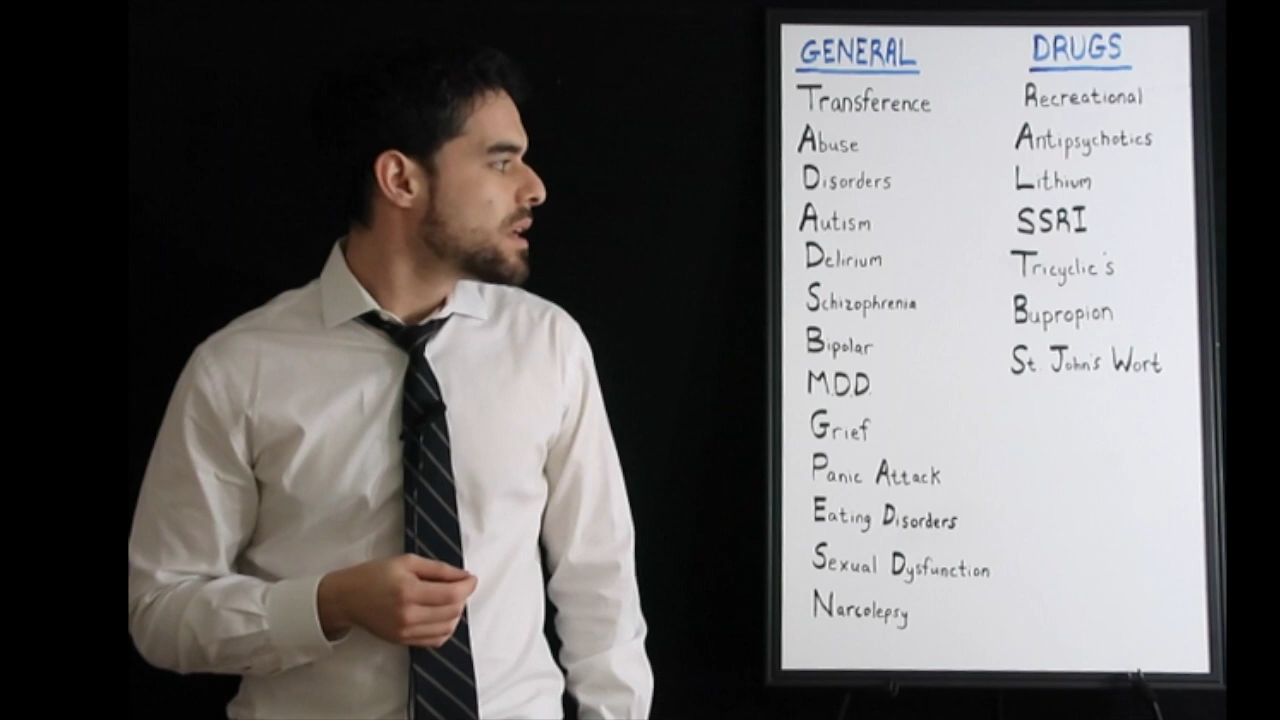 GENERAL
Transference
Abuse
Disorders
Autism
Delirium
Schizophrenia
Bipolar
M.D.D.
Grief
Panic Attack
Eating Disorders
Sexual Dysfunction
Narcolepsy
DRUGS
Recreational
Antipsychotics
Lithium
SSRI
Tricyclic's
Bupropion
St John's Wort